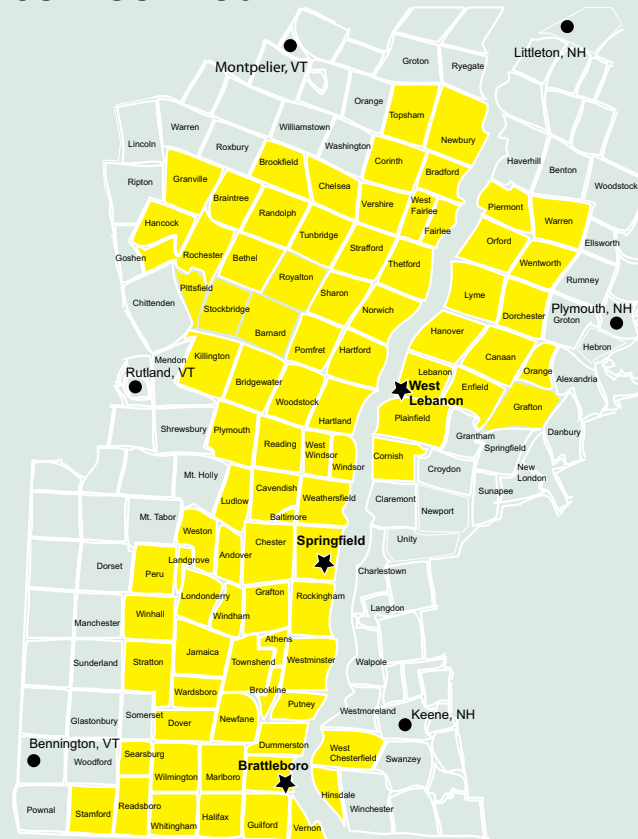 Littleton, NH
Montpelier, VT
Groton
Ryegate
Orange
Topsham
Warren
Williamstown
Newbury
Lincoln
Roxbury
Washington
Haverhill
Brookfield
Corinth
Benton
Bradford
Ripton
Granville
Chelsea
Woodstock
Braintree
Vershire
West
Fairlee
Piermont
Randolph
Hancock
Warren
Tunbridge
Fairlee
Orford
Ellsworth
Strafford
Goshen
Rochester
Bethel
Thetford
Wentworth
Royalton
Rumney
Pittsfield
Sharon
Lyme
Chittenden
Stockbridge
Norwich
Dorchester
Plymouth, NH
Groton
Barnard
Hanover
Hebron
Mendon
Killington
Pomfret
Hartford
Canaan
Rutland, VT
Lebanon
Orange
Alexandria
Bridgewater
West
Lebanon
Enfield
Woodstock
Grafton
Plainfield
Hartland
Shrewsbury
Plymouth
Grantham
Danbury
Reading
West
Windsor
Springfield
Cornish
Windsor
Croydon
New
London
Mt. Holly
Cavendish
Sunapee
Ludlow
Weathersfield
Claremont
Newport
Mt. Tabor
Baltimore
Weston
Chester
Springfield
Unity
Andover
Landgrove
Dorset
Peru
Charlestown
Grafton
Londonderry
Rockingham
Langdon
Winhall
Windham
Manchester
Athens
Jamaica
Sunderland
Stratton
Townshend
Westminster
Walpole
Wardsboro
Brookline
Putney
Westmoreland
Keene, NH
Somerset
Glastonbury
Dover
Newfane
Bennington, VT
Dummerston
West
Chesterfield
Searsburg
Woodford
Brattleboro
Swanzey
Wilmington
Marlboro
Hinsdale
Pownal
Stamford
Readsboro
Winchester
Halifax
Whitingham
Guilford
Vernon